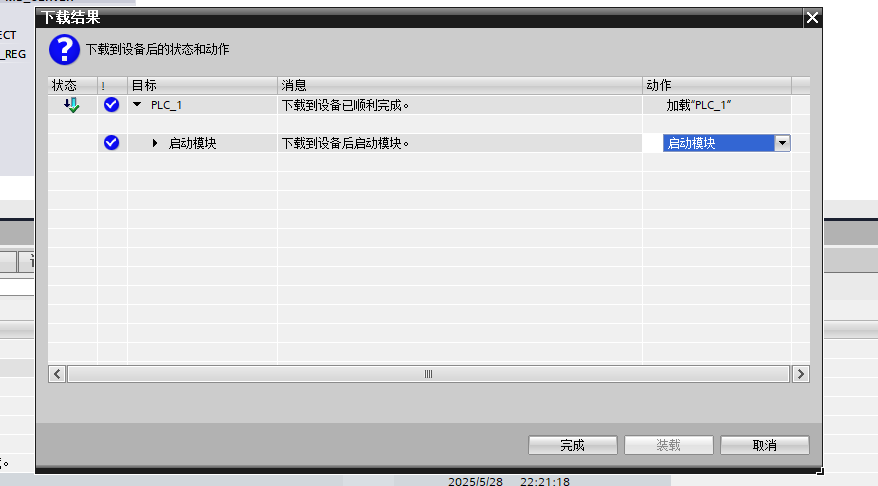 ECT
_REG
下载结果
下载到设备后的状态和动作
状态 ! 目标 消息 动作
PLC_1 下载到设备已顺利完成。 加载“PLC_1”
启动模块 下载到设备后启动模块。 启动模块
完成 装载 取消
2025/5/28 22:21:18